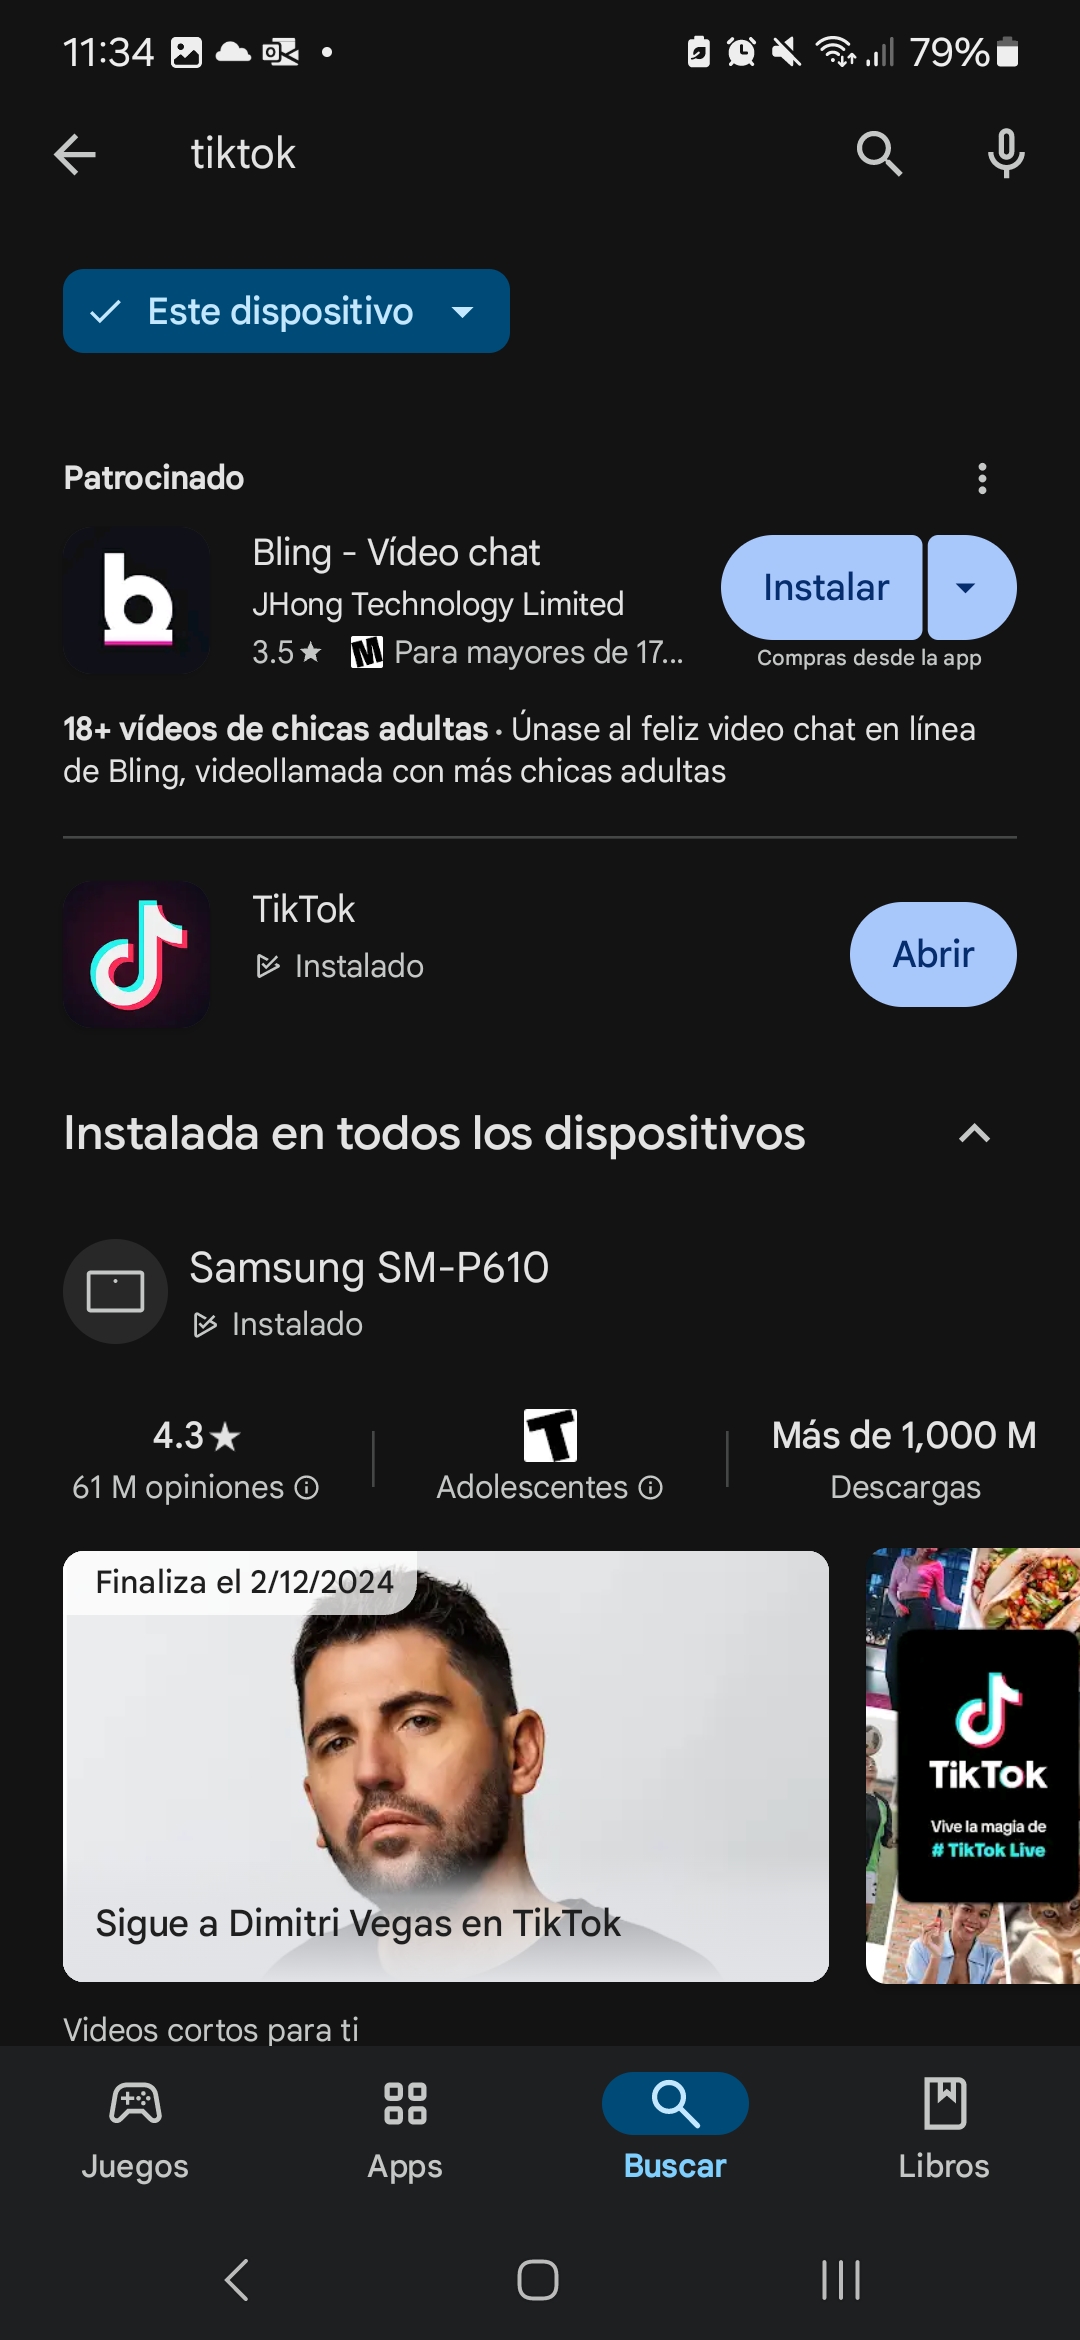 11:34
79%
tiktok
Este dispositivo
Patrocinado
Bling - Vídeo chat
JHong Technology Limited
3.5★ Para mayores de 17...
Instalar
Compras desde la app
18+ vídeos de chicas adultas · Únase al feliz video chat en línea
de Bling, videollamada con más chicas adultas
TikTok
Instalado
Abrir
Instalada en todos los dispositivos
Samsung SM-P610
Instalado
4.3★
61 M opiniones
T
Adolescentes
Más de 1,000 M
Descargas
Finaliza el 2/12/2024
Sigue a Dimitri Vegas en TikTok
TikTok
Vive la magia de
# TikTok Live
Videos cortos para ti
Juegos
Apps
Buscar
Libros